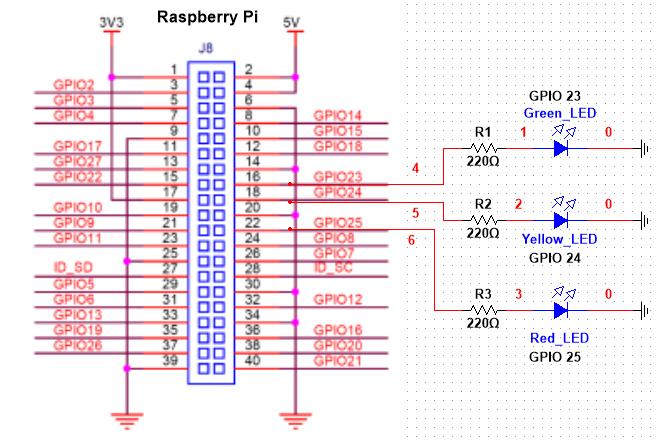 Raspberry Pi
3V3
5V
J8
1 2
GPIO2 3 4
GPIO3 5 6
GPIO4 7 8 GPIO14
9 10 GPIO15
GPIO17 11 12 GPIO18
GPIO27 13 14
GPIO22 15 16 GPIO23
17 18 GPIO24
GPIO10 19 20
GPIO9 21 22 GPIO25
GPIO11 23 24 GPIO8
25 26 GPIO7
ID_SD 27 28 ID_SC
GPIO5 29 30
GPIO6 31 32 GPIO12
GPIO13 33 34
GPIO19 35 36 GPIO16
GPIO26 37 38 GPIO20
39 40 GPIO21
4
5
6
GPIO 23
Green_LED
R1 1 0
220Ω
R2 2 0
220Ω
Yellow_LED
GPIO 24
R3 3 0
220Ω
Red_LED
GPIO 25